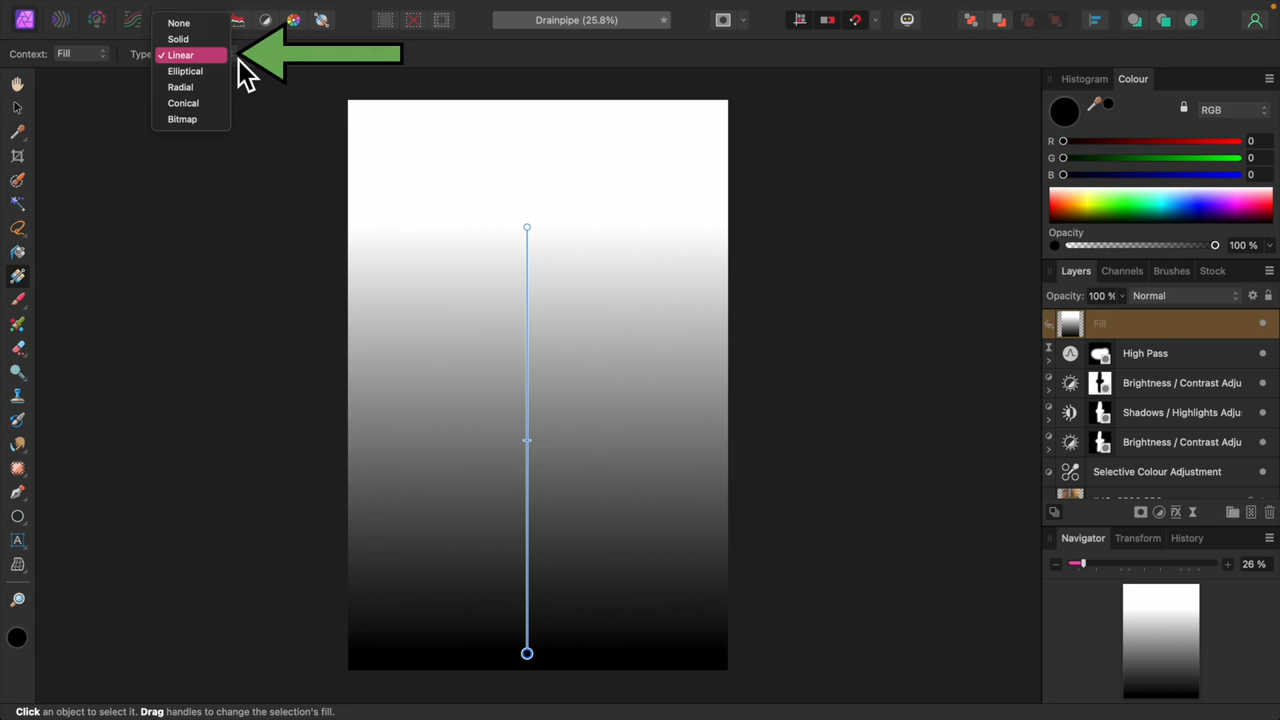 None
Solid
✓ Linear
Elliptical
Radial
Conical
Bitmap
Drainpipe (25.8%)
Context: Fill
Type
Histogram Colour
RGB
R 0
G 0
B 0
Opacity
100 %
Layers Channels Brushes Stock
Opacity: 100 % Normal
Fill
High Pass
Brightness / Contrast Adju
Shadows / Highlights Adju
Brightness / Contrast Adju
Selective Colour Adjustment
Navigator Transform History
26 %
Click an object to select it. Drag handles to change the selection's fill.